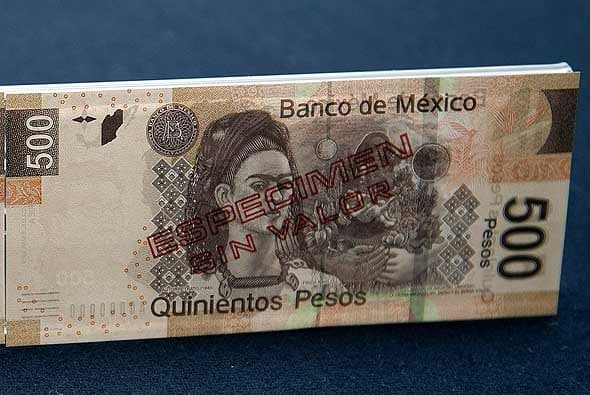 500
Banco de México
ESPECIMEN
SIN VALOR
500
Pesos
Quinientos Pesos